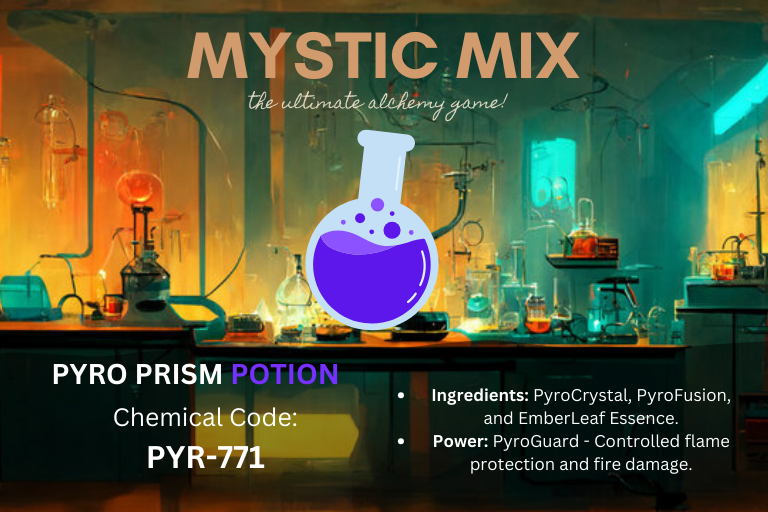 MYSTIC MIX
the ultimate alchemy game!
PYRO PRISM POTION
Chemical Code:
PYR-771
• Ingredients: PyroCrystal, PyroFusion,
and EmberLeaf Essence.
• Power: PyroGuard - Controlled flame
protection and fire damage.